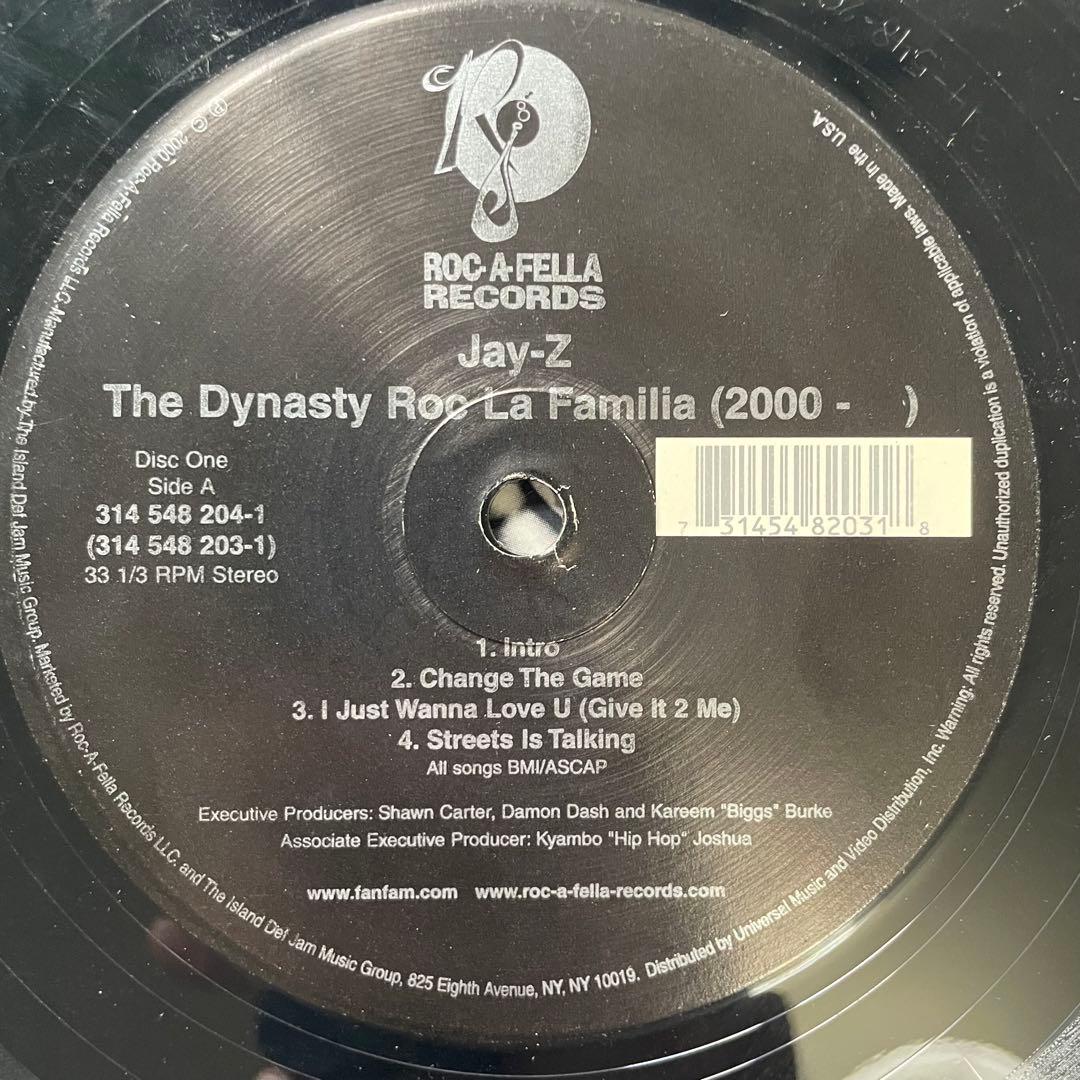 ROC-A-FELLA
RECORDS
Jay-Z
The Dynasty Roc La Familia (2000 -     )
Disc One
Side A
314 548 204-1
(314 548 203-1)
33 1/3 RPM Stereo
7 31454 82031 8
1. Intro
2. Change The Game
3. I Just Wanna Love U (Give It 2 Me)
4. Streets Is Talking
All songs BMI/ASCAP
Executive Producers: Shawn Carter, Damon Dash and Kareem "Biggs" Burke
Associate Executive Producer: Kyambo "Hip Hop" Joshua
www.fanfam.com   www.roc-a-fella-records.com
℗ © 2000 Roc-A-Fella Records LLC. Manufactured by The Island Def Jam Music Group. Marketed by Roc-A-Fella Records LLC. and The Island Def Jam Music Group, 825 Eighth Avenue, NY, NY 10019. Distributed by Universal Music and Video Distribution, Inc. Warning: All rights reserved. Unauthorized duplication is a violation of applicable laws. Made in the U.S.A.